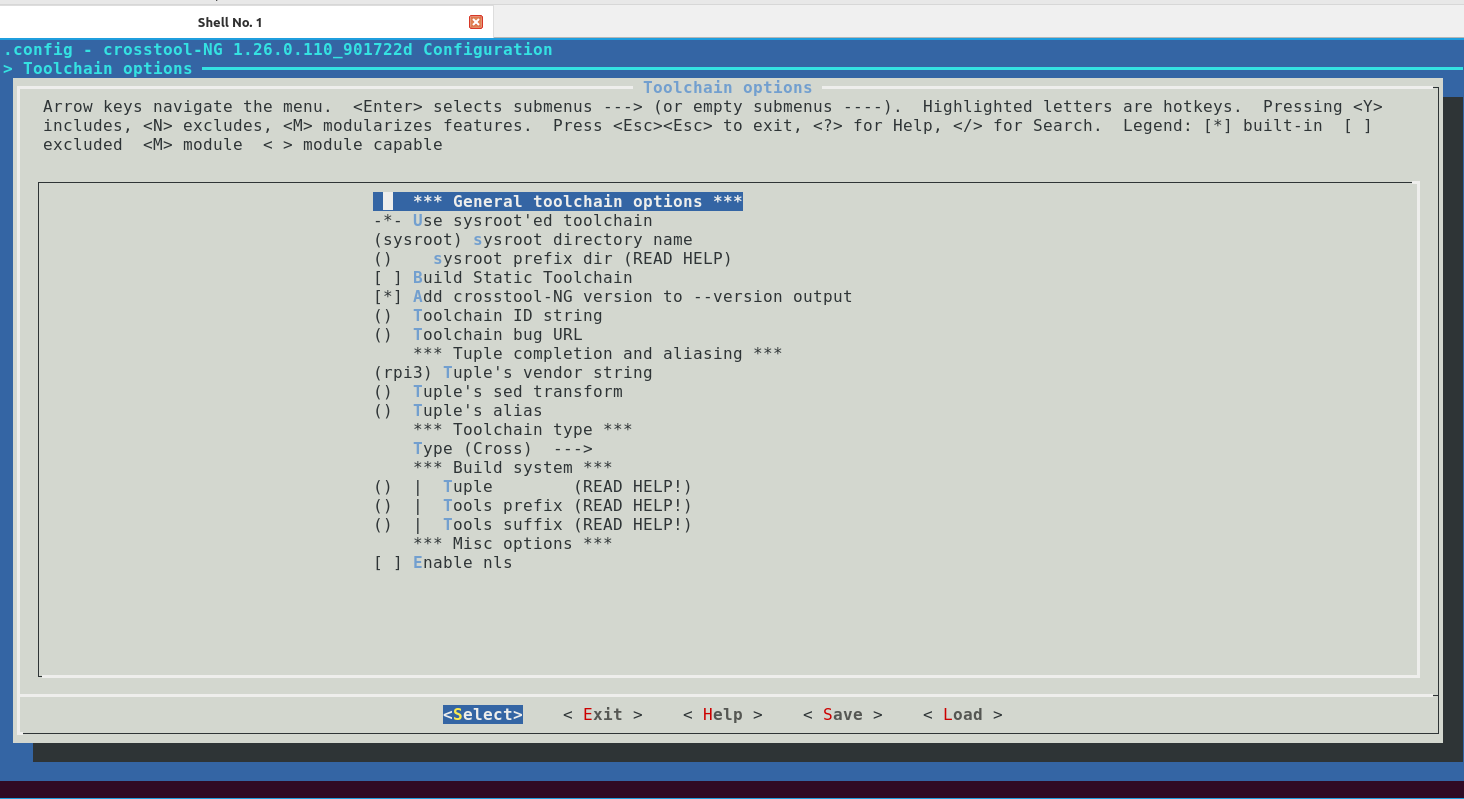 Shell No. 1
.config - crosstool-NG 1.26.0.110_901722d Configuration
> Toolchain options
Toolchain options
Arrow keys navigate the menu.  <Enter> selects submenus ---> (or empty submenus ----).  Highlighted letters are hotkeys.  Pressing <Y>
includes, <N> excludes, <M> modularizes features.  Press <Esc><Esc> to exit, <?> for Help, </> for Search.  Legend: [*] built-in  [ ]
excluded  <M> module  < > module capable
*** General toolchain options ***
-*- Use sysroot'ed toolchain
(sysroot) sysroot directory name
()    sysroot prefix dir (READ HELP)
[ ] Build Static Toolchain
[*] Add crosstool-NG version to --version output
()  Toolchain ID string
()  Toolchain bug URL
*** Tuple completion and aliasing ***
(rpi3) Tuple's vendor string
()  Tuple's sed transform
()  Tuple's alias
*** Toolchain type ***
Type (Cross)  --->
*** Build system ***
()  |  Tuple        (READ HELP!)
()  |  Tools prefix (READ HELP!)
()  |  Tools suffix (READ HELP!)
*** Misc options ***
[ ] Enable nls
<Select>    < Exit >    < Help >    < Save >    < Load >